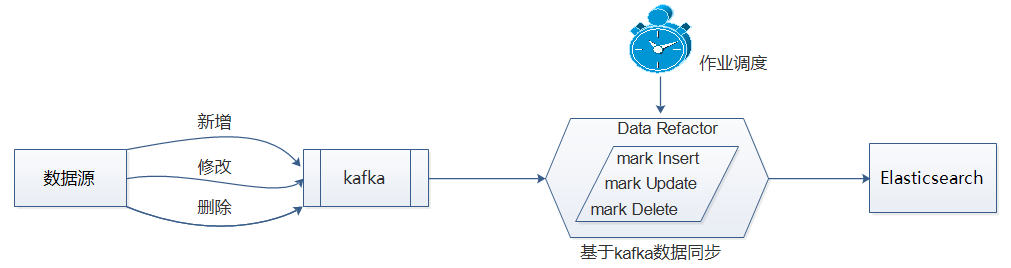 作业调度
新增
修改
删除
数据源
kafka
Data Refactor
mark Insert
mark Update
mark Delete
基于kafka数据同步
Elasticsearch